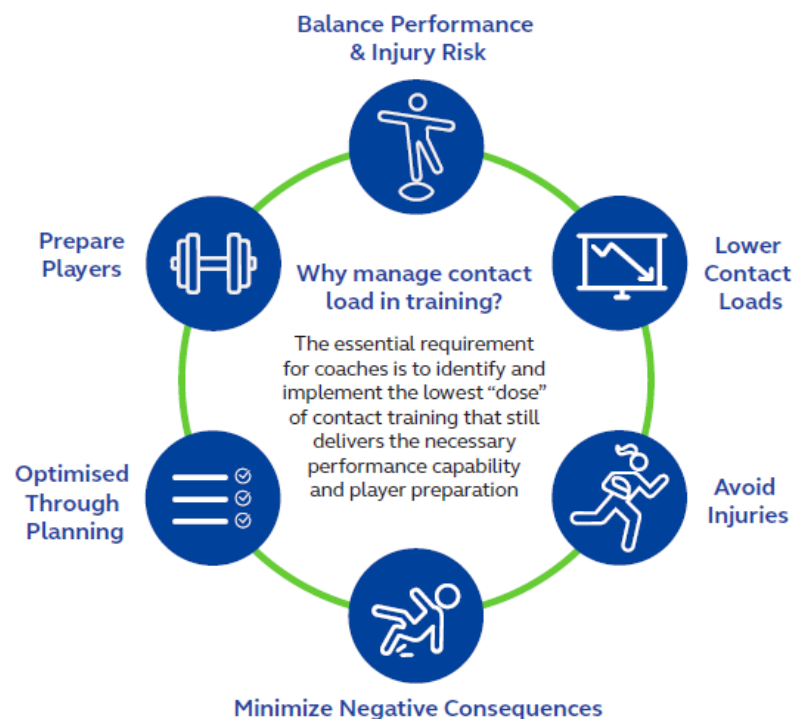 Balance Performance
& Injury Risk
Prepare
Players
Lower
Contact
Loads
Why manage contact
load in training?
The essential requirement
for coaches is to identify and
implement the lowest “dose”
of contact training that still
delivers the necessary
performance capability
and player preparation
Optimised
Through
Planning
Avoid
Injuries
Minimize Negative Consequences